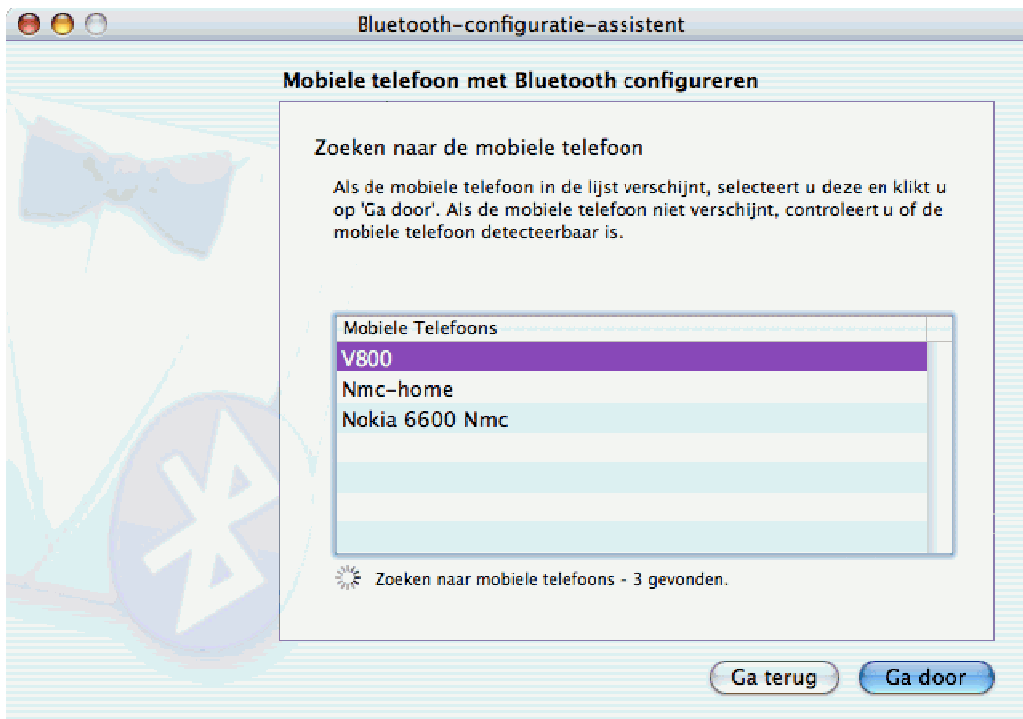 Bluetooth-configuratie-assistent
Mobiele telefoon met Bluetooth configureren
Zoeken naar de mobiele telefoon
Als de mobiele telefoon in de lijst verschijnt, selecteert u deze en klikt u
op 'Ga door'. Als de mobiele telefoon niet verschijnt, controleert u of de
mobiele telefoon detecteerbaar is.
Mobiele Telefoons
V800
Nmc-home
Nokia 6600 Nmc
Zoeken naar mobiele telefoons - 3 gevonden.
Ga terug
Ga door